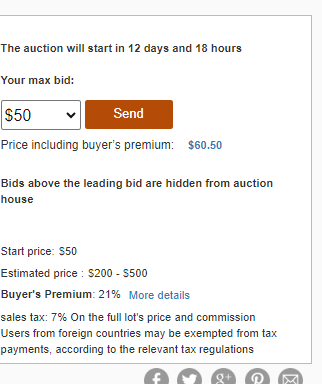 The auction will start in 12 days and 18 hours
Your max bid:
$50
Send
Price including buyer's premium: $60.50
Bids above the leading bid are hidden from auction
house
Start price: $50
Estimated price : $200 - $500
Buyer's Premium: 21% More details
sales tax: 7% On the full lot's price and commission
Users from foreign countries may be exempted from tax
payments, according to the relevant tax regulations